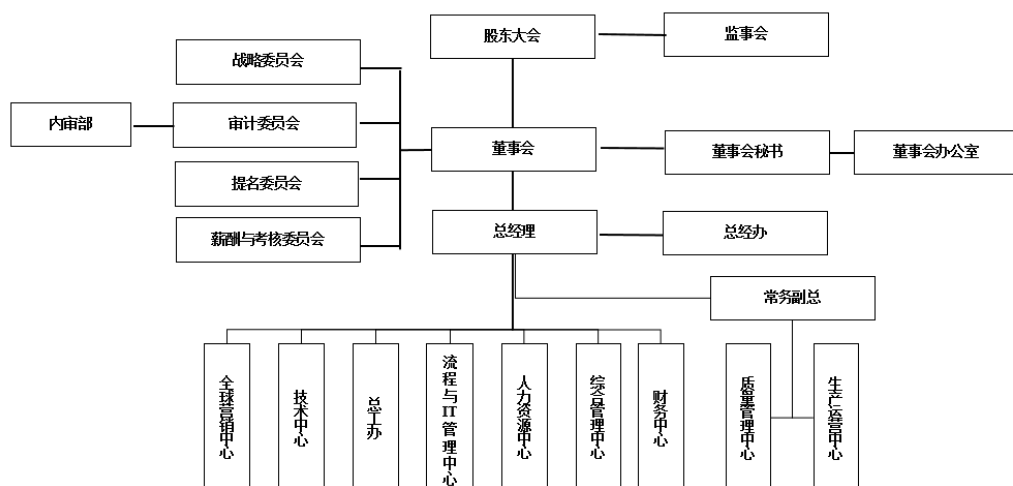 股东大会
监事会
战略委员会
内审部
审计委员会
董事会
董事会秘书
董事会办公室
提名委员会
薪酬与考核委员会
总经理
总经办
常务副总
全球营销中心
技术中心
总工办
流程与IT管理中心
人力资源中心
综合管理中心
财务中心
质量管理中心
生产运营中心